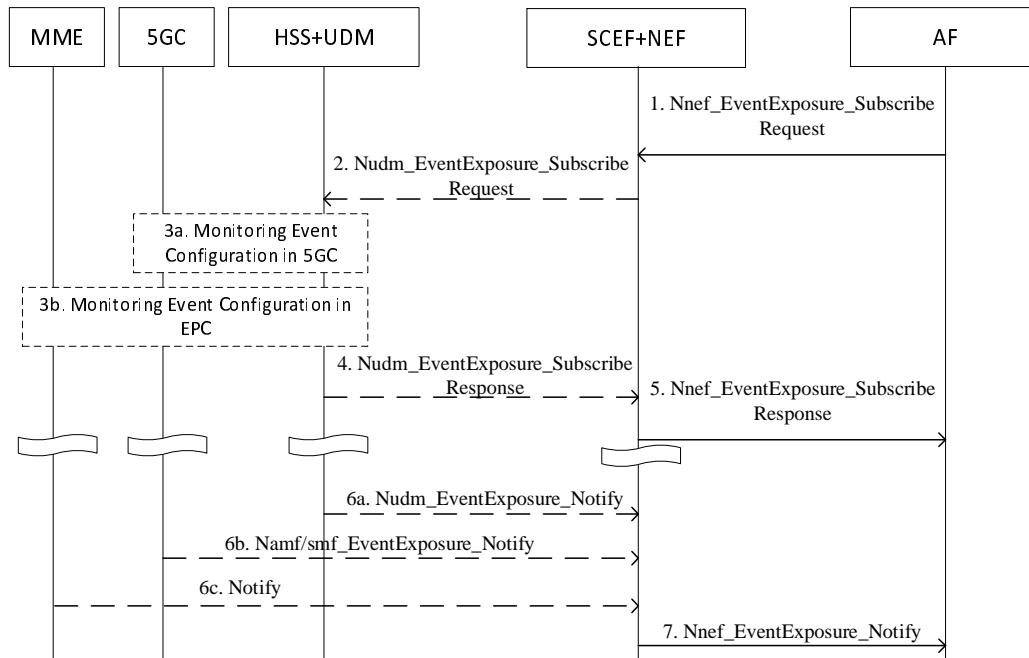 MME
5GC
HSS+UDM
SCEF+NEF
AF
1. Nnef_EventExposure_Subscribe
Request
2. Nudm_EventExposure_Subscribe
Request
3a. Monitoring Event
Configuration in 5GC
3b. Monitoring Event Configuration in
EPC
4. Nudm_EventExposure_Subscribe
Response
5. Nnef_EventExposure_Subscribe
Response
6a. Nudm_EventExposure_Notify
6b. Namf/smf_EventExposure_Notify
6c. Notify
7. Nnef_EventExposure_Notify